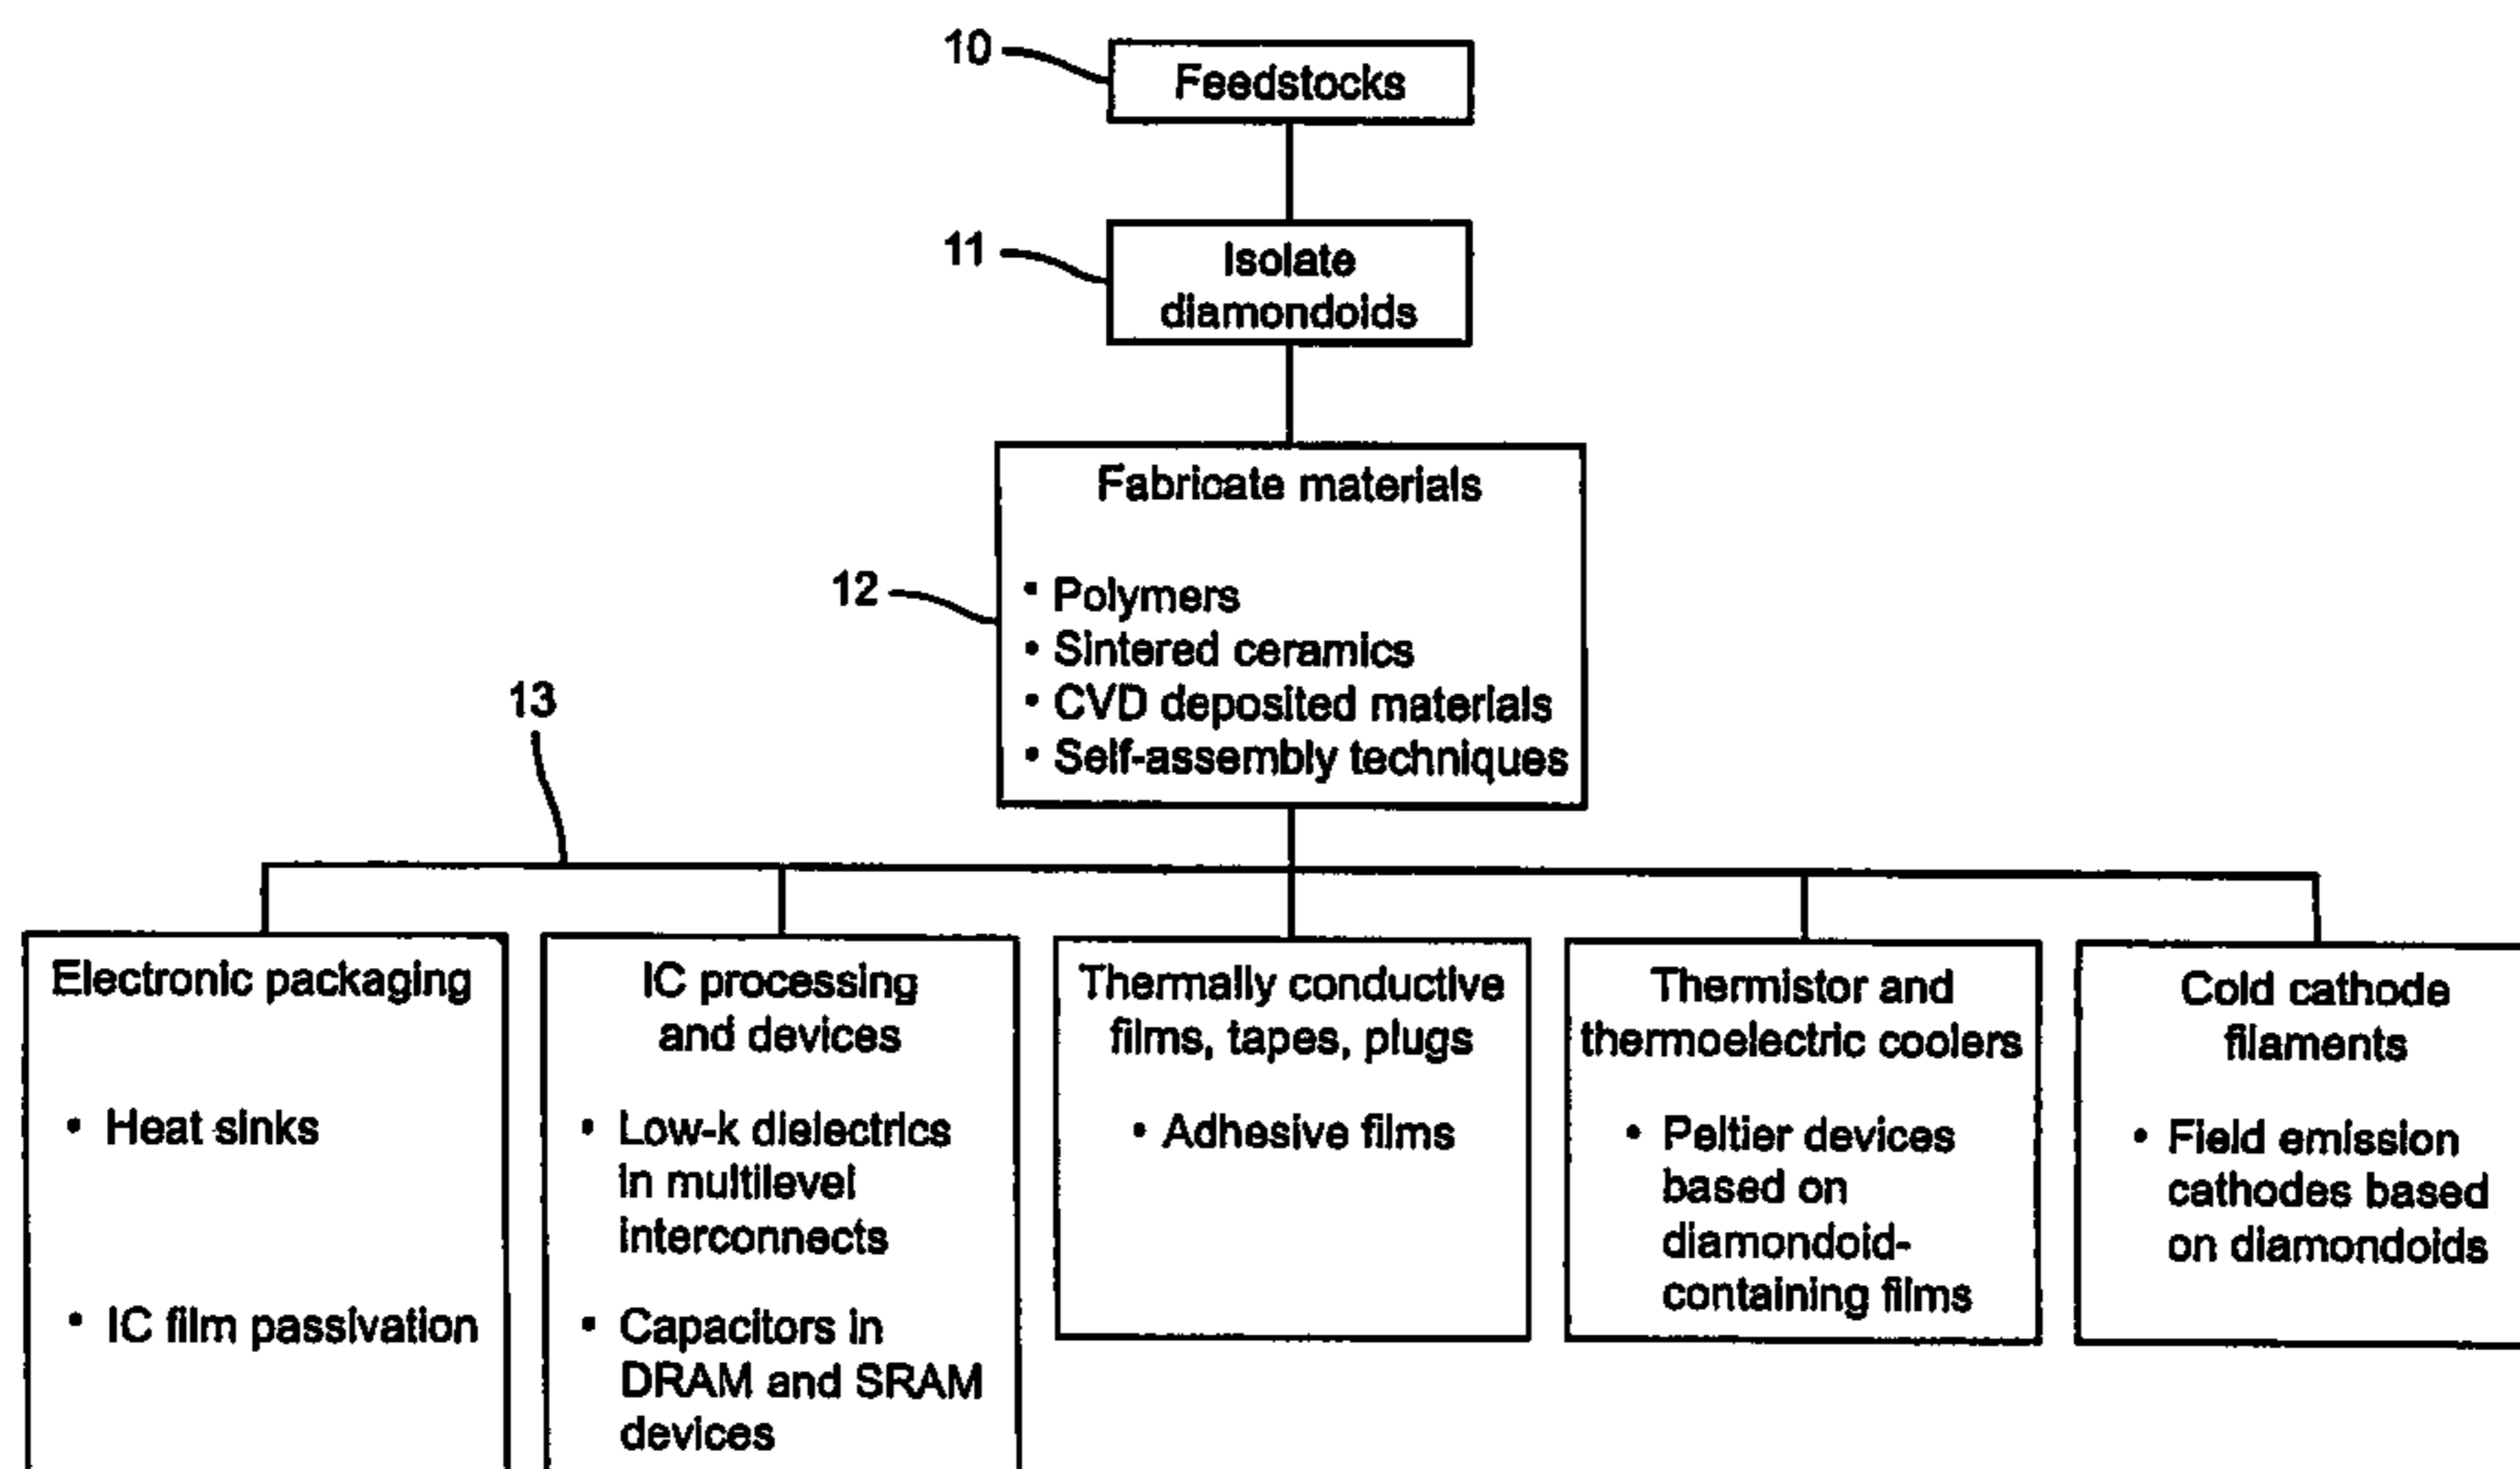 10
Feedstocks
11
Isolate
diamondoids
Fabricate materials
12
• Polymers
• Sintered ceramics
• CVD deposited materials
• Self-assembly techniques
13
Electronic packaging
• Heat sinks
• IC film passivation
IC processing
and devices
• Low-k dielectrics
in multilevel
interconnects
• Capacitors in
DRAM and SRAM
devices
Thermally conductive
films, tapes, plugs
• Adhesive films
Thermistor and
thermoelectric coolers
• Peltier devices
based on
diamondoid-
containing films
Cold cathode
filaments
• Field emission
cathodes based
on diamondoids